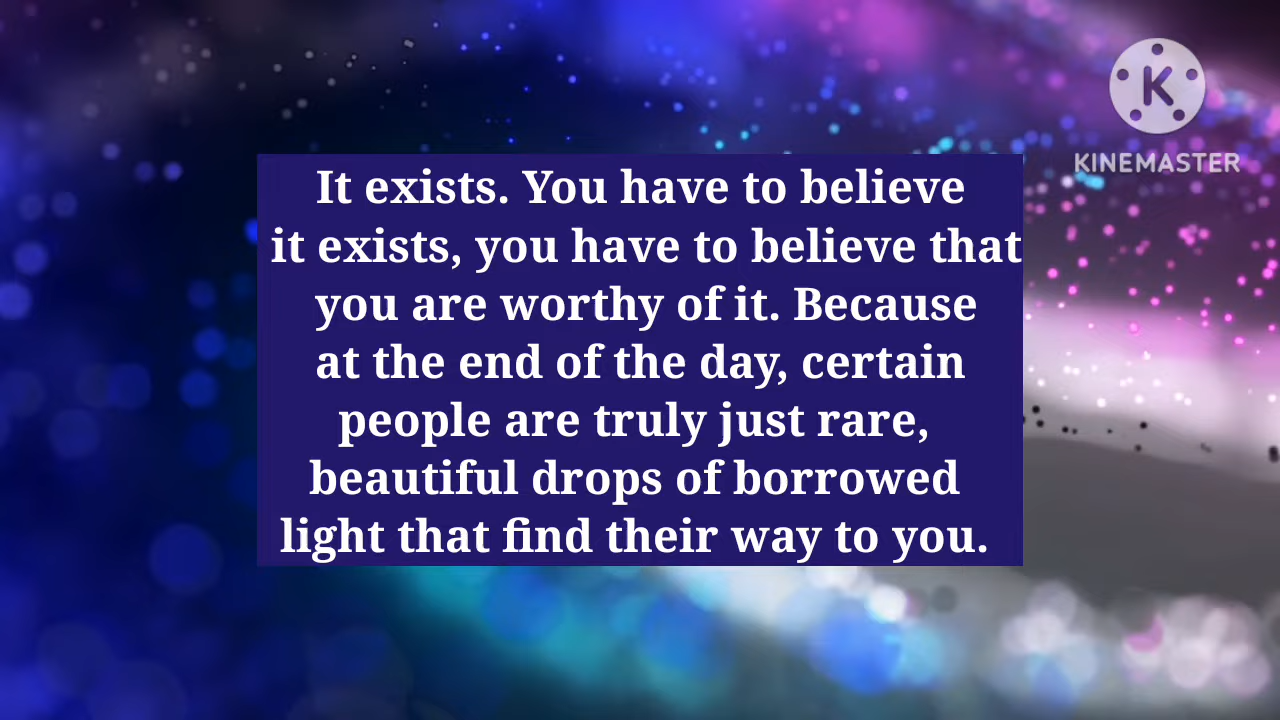 K
KINEMASTER
It exists. You have to believe
it exists, you have to believe that
you are worthy of it. Because
at the end of the day, certain
people are truly just rare,
beautiful drops of borrowed
light that find their way to you.